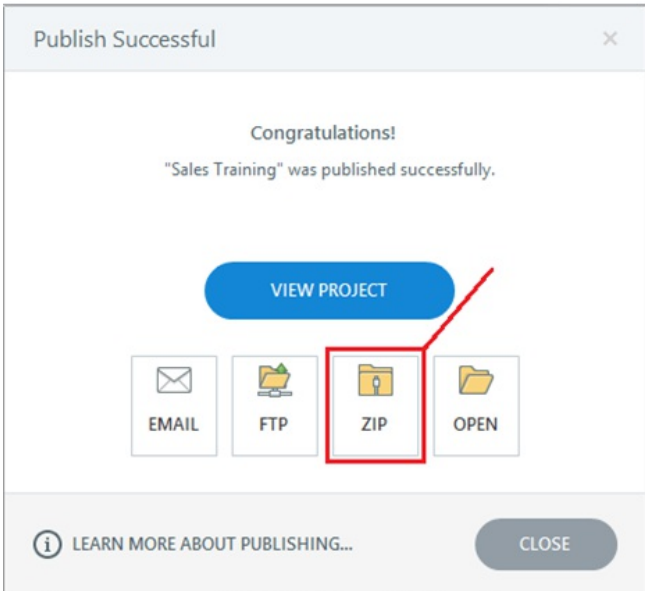 Publish Successful
Congratulations!
"Sales Training" was published successfully.
VIEW PROJECT
EMAIL
FTP
ZIP
OPEN
LEARN MORE ABOUT PUBLISHING...
CLOSE